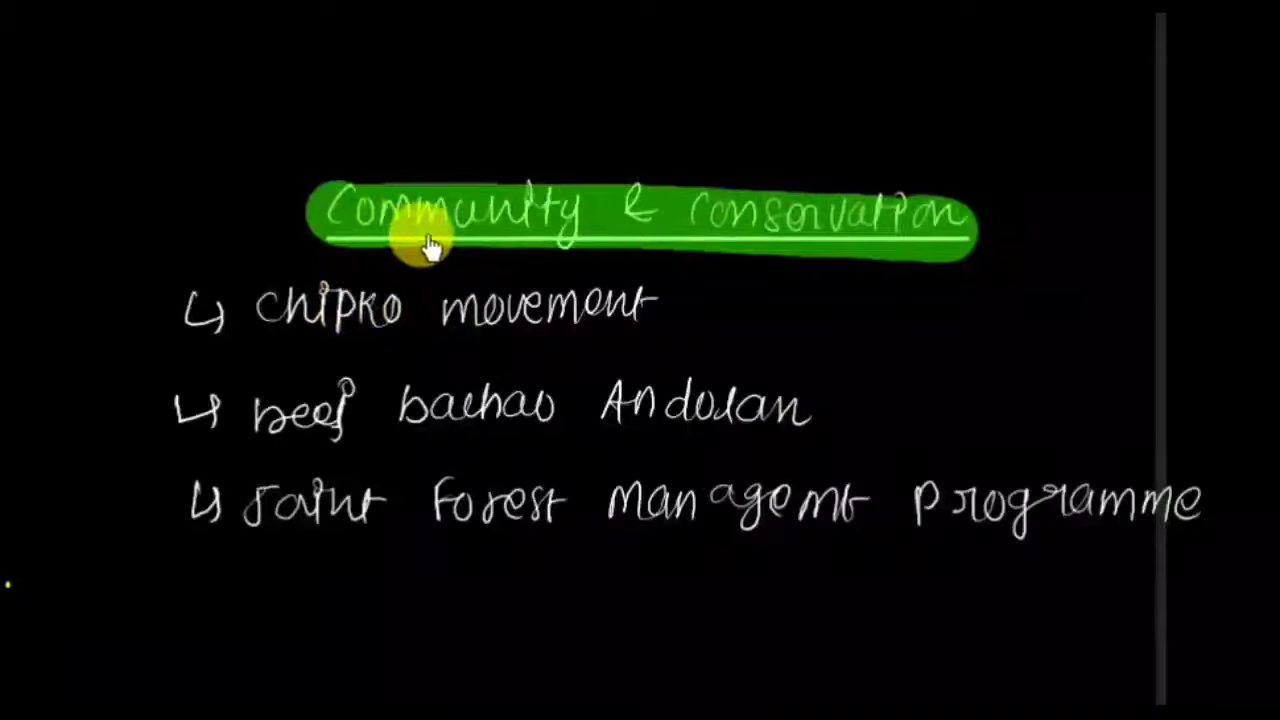 Community & Conservation
↳ Chipko movement
↳ beej bachao Andolan
↳ Joint Forest Managemt Programme